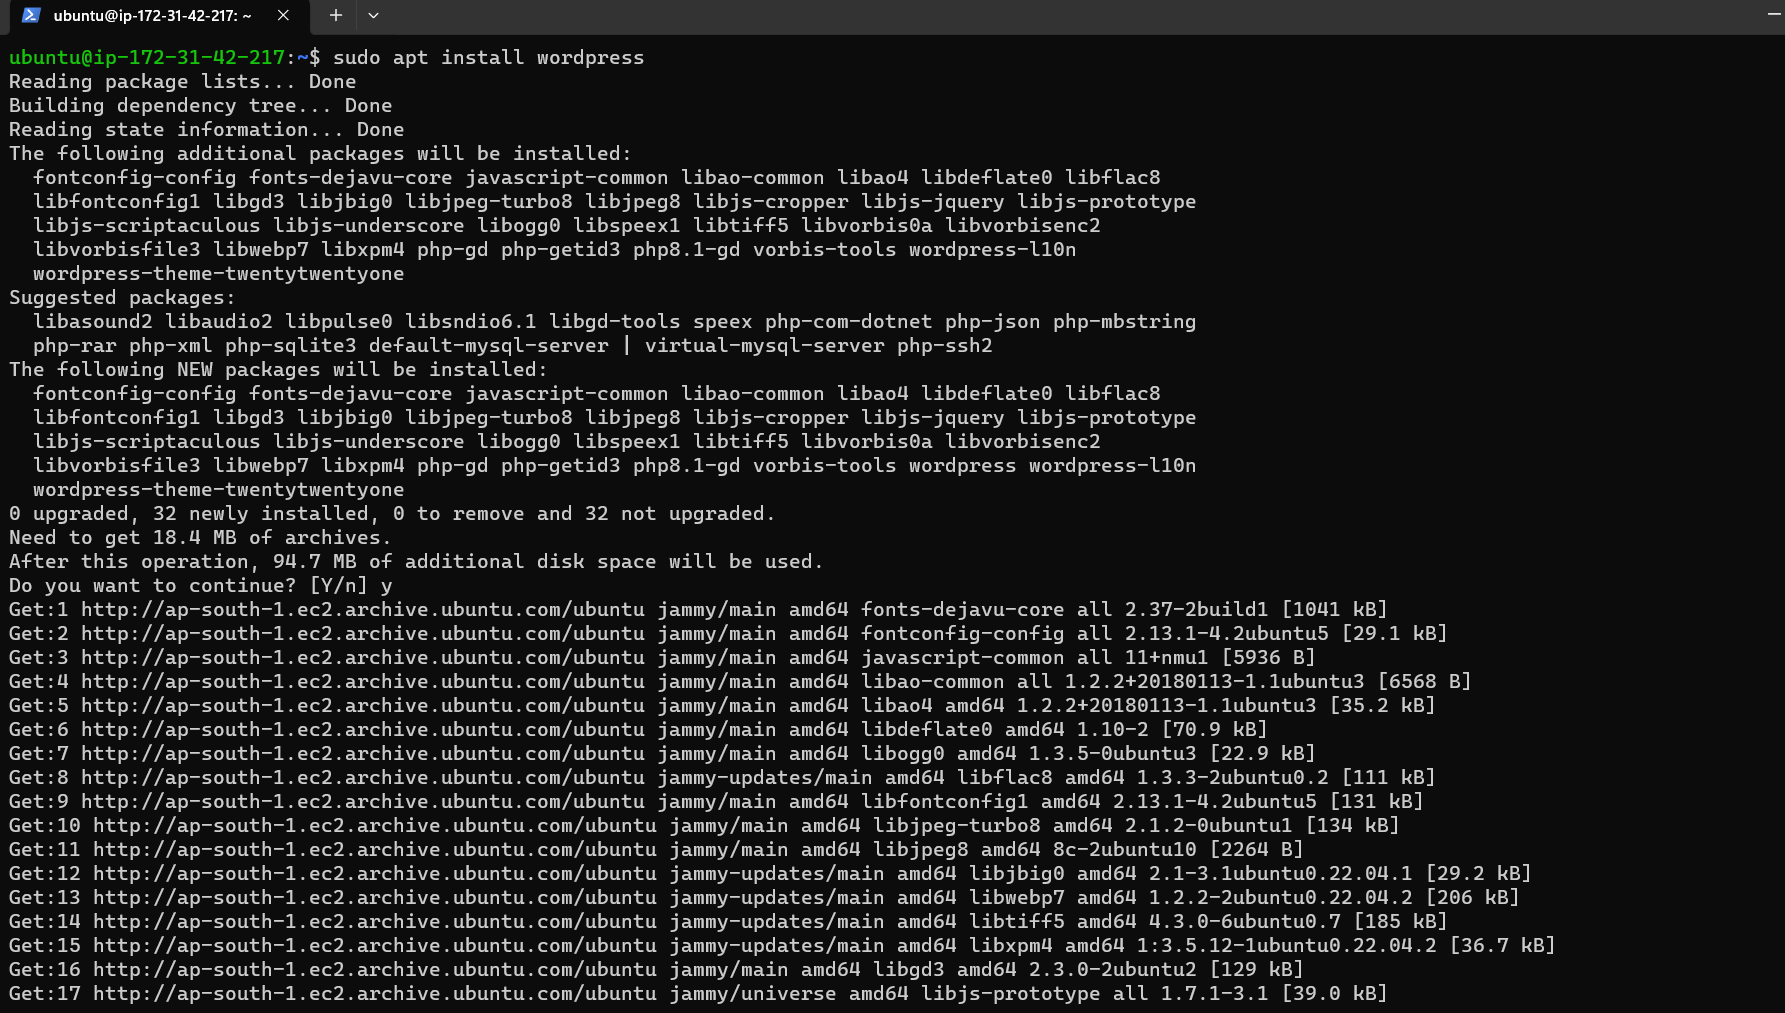 ubuntu@ip-172-31-42-217: ~
ubuntu@ip-172-31-42-217:~$ sudo apt install wordpress
Reading package lists... Done
Building dependency tree... Done
Reading state information... Done
The following additional packages will be installed:
  fontconfig-config fonts-dejavu-core javascript-common libao-common libao4 libdeflate0 libflac8
  libfontconfig1 libgd3 libjbig0 libjpeg-turbo8 libjpeg8 libjs-cropper libjs-jquery libjs-prototype
  libjs-scriptaculous libjs-underscore libogg0 libspeex1 libtiff5 libvorbis0a libvorbisenc2
  libvorbisfile3 libwebp7 libxpm4 php-gd php-getid3 php8.1-gd vorbis-tools wordpress-l10n
  wordpress-theme-twentytwentyone
Suggested packages:
  libasound2 libaudio2 libpulse0 libsndio6.1 libgd-tools speex php-com-dotnet php-json php-mbstring
  php-rar php-xml php-sqlite3 default-mysql-server | virtual-mysql-server php-ssh2
The following NEW packages will be installed:
  fontconfig-config fonts-dejavu-core javascript-common libao-common libao4 libdeflate0 libflac8
  libfontconfig1 libgd3 libjbig0 libjpeg-turbo8 libjpeg8 libjs-cropper libjs-jquery libjs-prototype
  libjs-scriptaculous libjs-underscore libogg0 libspeex1 libtiff5 libvorbis0a libvorbisenc2
  libvorbisfile3 libwebp7 libxpm4 php-gd php-getid3 php8.1-gd vorbis-tools wordpress wordpress-l10n
  wordpress-theme-twentytwentyone
0 upgraded, 32 newly installed, 0 to remove and 32 not upgraded.
Need to get 18.4 MB of archives.
After this operation, 94.7 MB of additional disk space will be used.
Do you want to continue? [Y/n] y
Get:1 http://ap-south-1.ec2.archive.ubuntu.com/ubuntu jammy/main amd64 fonts-dejavu-core all 2.37-2build1 [1041 kB]
Get:2 http://ap-south-1.ec2.archive.ubuntu.com/ubuntu jammy/main amd64 fontconfig-config all 2.13.1-4.2ubuntu5 [29.1 kB]
Get:3 http://ap-south-1.ec2.archive.ubuntu.com/ubuntu jammy/main amd64 javascript-common all 11+nmu1 [5936 B]
Get:4 http://ap-south-1.ec2.archive.ubuntu.com/ubuntu jammy/main amd64 libao-common all 1.2.2+20180113-1.1ubuntu3 [6568 B]
Get:5 http://ap-south-1.ec2.archive.ubuntu.com/ubuntu jammy/main amd64 libao4 amd64 1.2.2+20180113-1.1ubuntu3 [35.2 kB]
Get:6 http://ap-south-1.ec2.archive.ubuntu.com/ubuntu jammy/main amd64 libdeflate0 amd64 1.10-2 [70.9 kB]
Get:7 http://ap-south-1.ec2.archive.ubuntu.com/ubuntu jammy/main amd64 libogg0 amd64 1.3.5-0ubuntu3 [22.9 kB]
Get:8 http://ap-south-1.ec2.archive.ubuntu.com/ubuntu jammy-updates/main amd64 libflac8 amd64 1.3.3-2ubuntu0.2 [111 kB]
Get:9 http://ap-south-1.ec2.archive.ubuntu.com/ubuntu jammy/main amd64 libfontconfig1 amd64 2.13.1-4.2ubuntu5 [131 kB]
Get:10 http://ap-south-1.ec2.archive.ubuntu.com/ubuntu jammy/main amd64 libjpeg-turbo8 amd64 2.1.2-0ubuntu1 [134 kB]
Get:11 http://ap-south-1.ec2.archive.ubuntu.com/ubuntu jammy/main amd64 libjpeg8 amd64 8c-2ubuntu10 [2264 B]
Get:12 http://ap-south-1.ec2.archive.ubuntu.com/ubuntu jammy-updates/main amd64 libjbig0 amd64 2.1-3.1ubuntu0.22.04.1 [29.2 kB]
Get:13 http://ap-south-1.ec2.archive.ubuntu.com/ubuntu jammy-updates/main amd64 libwebp7 amd64 1.2.2-2ubuntu0.22.04.2 [206 kB]
Get:14 http://ap-south-1.ec2.archive.ubuntu.com/ubuntu jammy-updates/main amd64 libtiff5 amd64 4.3.0-6ubuntu0.7 [185 kB]
Get:15 http://ap-south-1.ec2.archive.ubuntu.com/ubuntu jammy-updates/main amd64 libxpm4 amd64 1:3.5.12-1ubuntu0.22.04.2 [36.7 kB]
Get:16 http://ap-south-1.ec2.archive.ubuntu.com/ubuntu jammy/main amd64 libgd3 amd64 2.3.0-2ubuntu2 [129 kB]
Get:17 http://ap-south-1.ec2.archive.ubuntu.com/ubuntu jammy/universe amd64 libjs-prototype all 1.7.1-3.1 [39.0 kB]